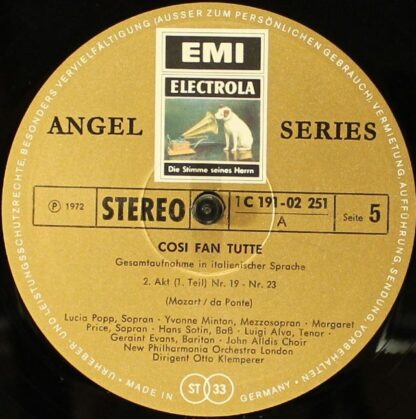 EMI
ELECTROLA
Die Stimme seines Herrn
ANGEL SERIES
Ⓟ 1972
STEREO
1 C 191-02 251
A
Seite 5
COSI FAN TUTTE
Gesamtaufnahme in italienischer Sprache
2. Akt (1. Teil) Nr. 19 - Nr. 23
(Mozart / da Ponte)
Lucia Popp, Sopran · Yvonne Minton, Mezzosopran · Margaret
Price, Sopran · Hans Sotin, Baß · Luigi Alva, Tenor ·
Geraint Evans, Bariton · John Alldis Choir
New Philharmonia Orchestra London
Dirigent Otto Klemperer
ST 33
URHEBER- UND LEISTUNGSSCHUTZRECHTE, BESONDERS VERVIELFÄLTIGUNG (AUSSER ZUM PERSÖNLICHEN GEBRAUCH), VERMIETUNG, AUFFÜHRUNG, SENDUNG VORBEHALTEN ·
MADE IN GERMANY